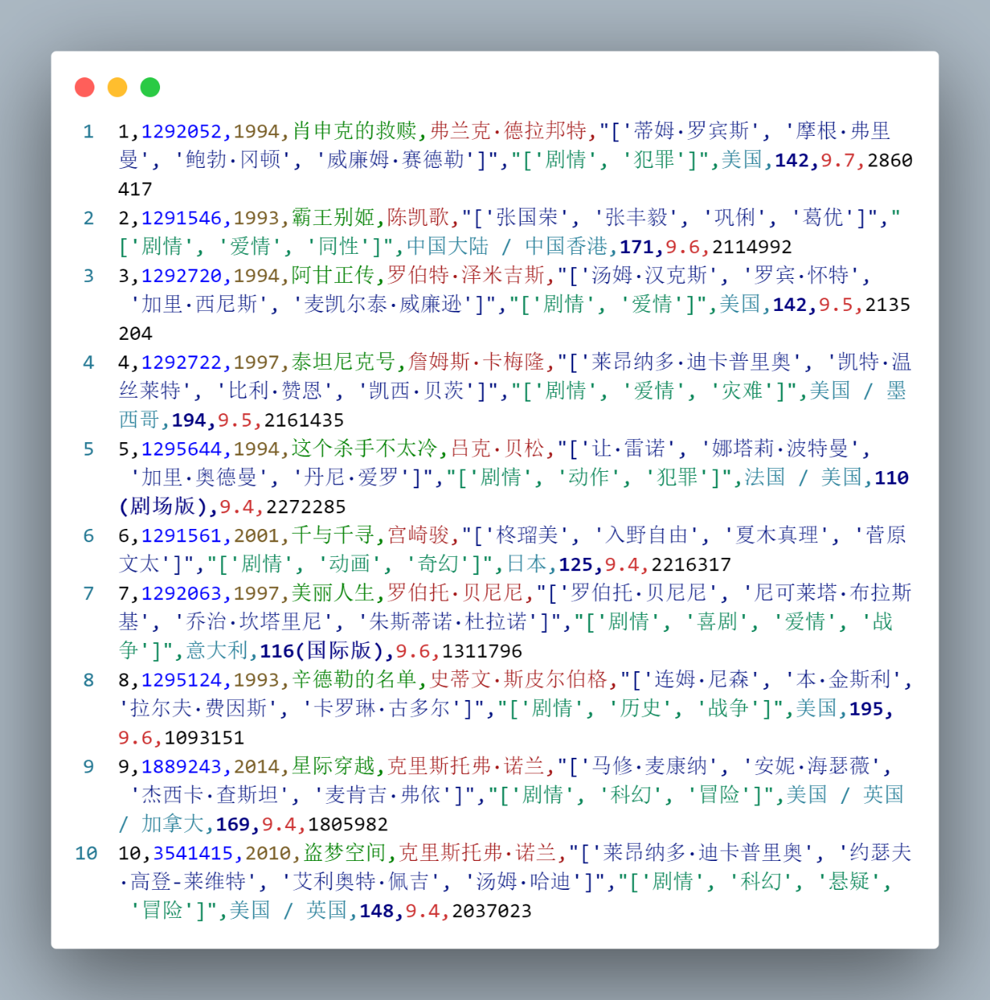 1 1,1292052,1994,肖申克的救赎,弗兰克·德拉邦特,"['蒂姆·罗宾斯', '摩根·弗里
曼', '鲍勃·冈顿', '威廉姆·赛德勒']","['剧情', '犯罪']",美国,142,9.7,2860
417
2 2,1291546,1993,霸王别姬,陈凯歌,"['张国荣', '张丰毅', '巩俐', '葛优']","
['剧情', '爱情', '同性']",中国大陆 / 中国香港,171,9.6,2114992
3 3,1292720,1994,阿甘正传,罗伯特·泽米吉斯,"['汤姆·汉克斯', '罗宾·怀特',
'加里·西尼斯', '麦凯尔泰·威廉逊']","['剧情', '爱情']",美国,142,9.5,2135
204
4 4,1292722,1997,泰坦尼克号,詹姆斯·卡梅隆,"['莱昂纳多·迪卡普里奥', '凯特·温
丝莱特', '比利·赞恩', '凯西·贝茨']","['剧情', '爱情', '灾难']",美国 / 墨
西哥,194,9.5,2161435
5 5,1295644,1994,这个杀手不太冷,吕克·贝松,"['让·雷诺', '娜塔莉·波特曼',
'加里·奥德曼', '丹尼·爱罗']","['剧情', '动作', '犯罪']",法国 / 美国,110
(剧场版),9.4,2272285
6 6,1291561,2001,千与千寻,宫崎骏,"['柊瑠美', '入野自由', '夏木真理', '菅原
文太']","['剧情', '动画', '奇幻']",日本,125,9.4,2216317
7 7,1292063,1997,美丽人生,罗伯托·贝尼尼,"['罗伯托·贝尼尼', '尼可莱塔·布拉斯
基', '乔治·坎塔里尼', '朱斯蒂诺·杜拉诺']","['剧情', '喜剧', '爱情', '战
争']",意大利,116(国际版),9.6,1311796
8 8,1295124,1993,辛德勒的名单,史蒂文·斯皮尔伯格,"['连姆·尼森', '本·金斯利',
'拉尔夫·费因斯', '卡罗琳·古多尔']","['剧情', '历史', '战争']",美国,195,
9.6,1093151
9 9,1889243,2014,星际穿越,克里斯托弗·诺兰,"['马修·麦康纳', '安妮·海瑟薇',
'杰西卡·查斯坦', '麦肯吉·弗依']","['剧情', '科幻', '冒险']",美国 / 英国
/ 加拿大,169,9.4,1805982
10 10,3541415,2010,盗梦空间,克里斯托弗·诺兰,"['莱昂纳多·迪卡普里奥', '约瑟夫
·高登-莱维特', '艾利奥特·佩吉', '汤姆·哈迪']","['剧情', '科幻', '悬疑',
'冒险']",美国 / 英国,148,9.4,2037023